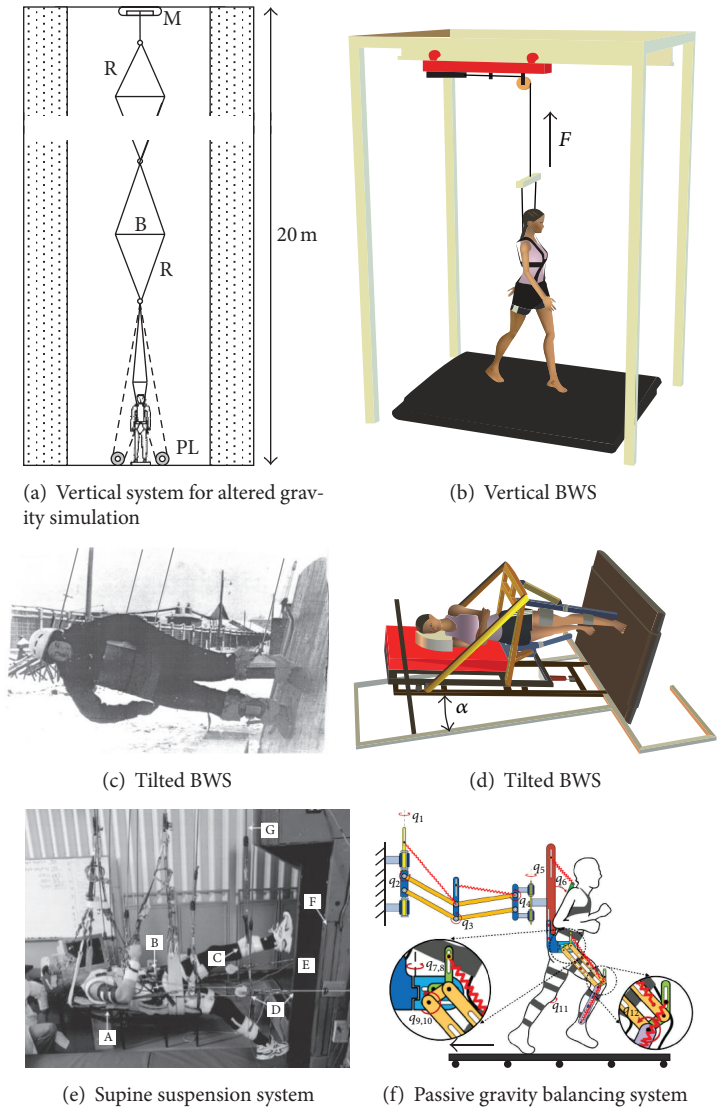 M
R
B
R
20 m
PL
(a) Vertical system for altered grav-
ity simulation
F
(b) Vertical BWS
(c) Tilted BWS
α
(d) Tilted BWS
G
F
B
C
E
D
A
(e) Supine suspension system
q1
q2
q3
q4
q5
q6
q7,8
q9,10
q11
q12
(f) Passive gravity balancing system